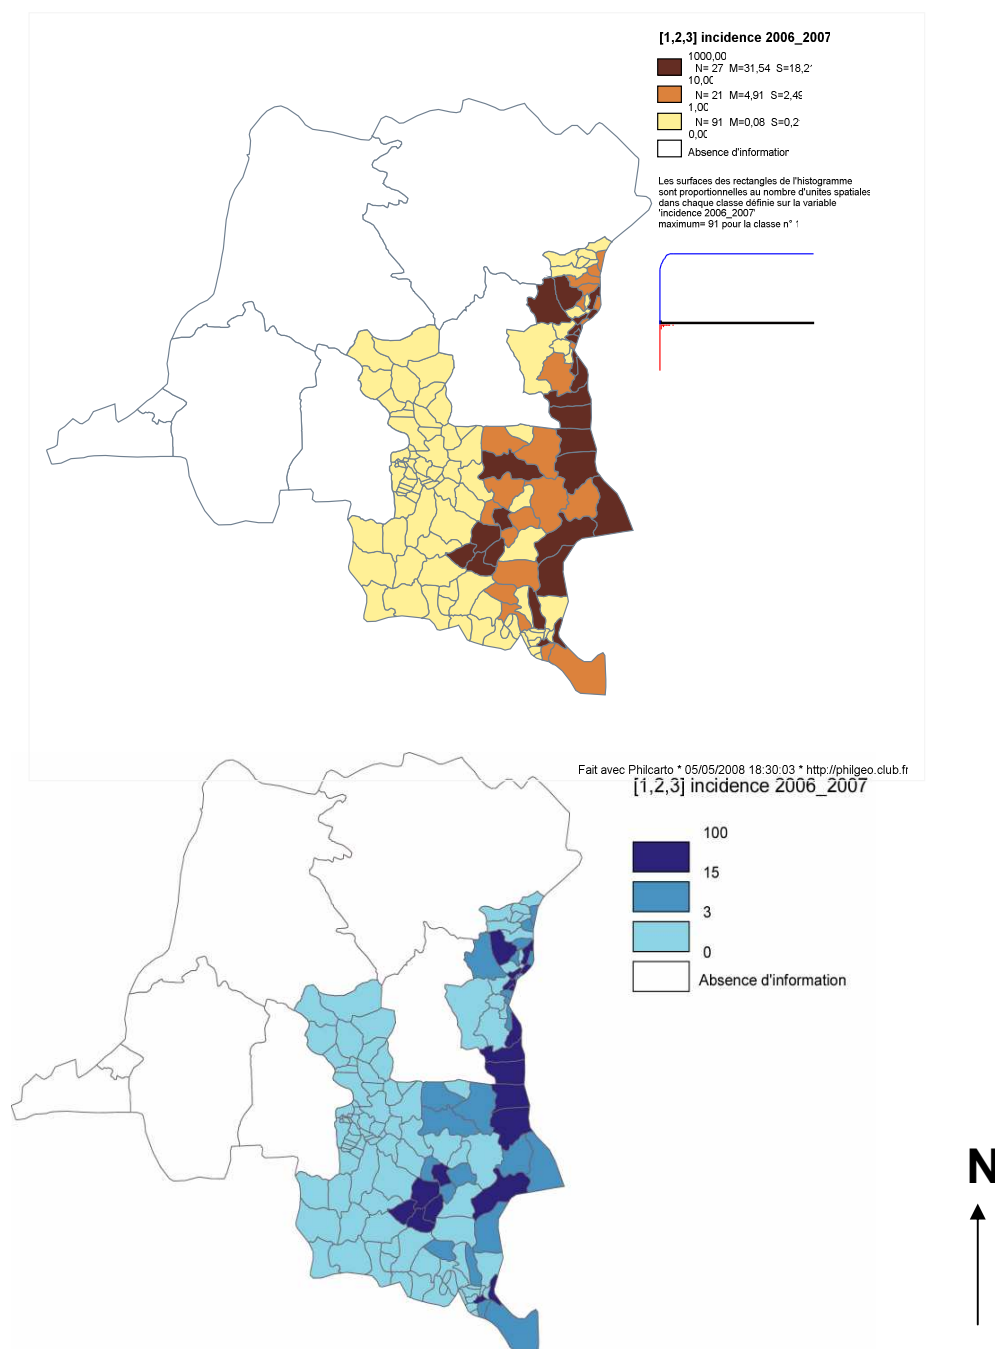 [1,2,3] incidence 2006_2007
1000,00
N= 27 M=31,54 S=18,2
10,00
N= 21 M=4,91 S=2,49
1,00
N= 91 M=0,08 S=0,2
0,00
Absence d'information
Les surfaces des rectangles de l'histogramme
sont proportionnelles au nombre d'unites spatiales
dans chaque classe définie sur la variable
'incidence 2006_2007'
maximum= 91 pour la classe n° 1
Fait avec Philcarto * 05/05/2008 18:30:03 * http://philgeo.club.fr
[1,2,3] incidence 2006_2007
100
15
3
0
Absence d'information
N